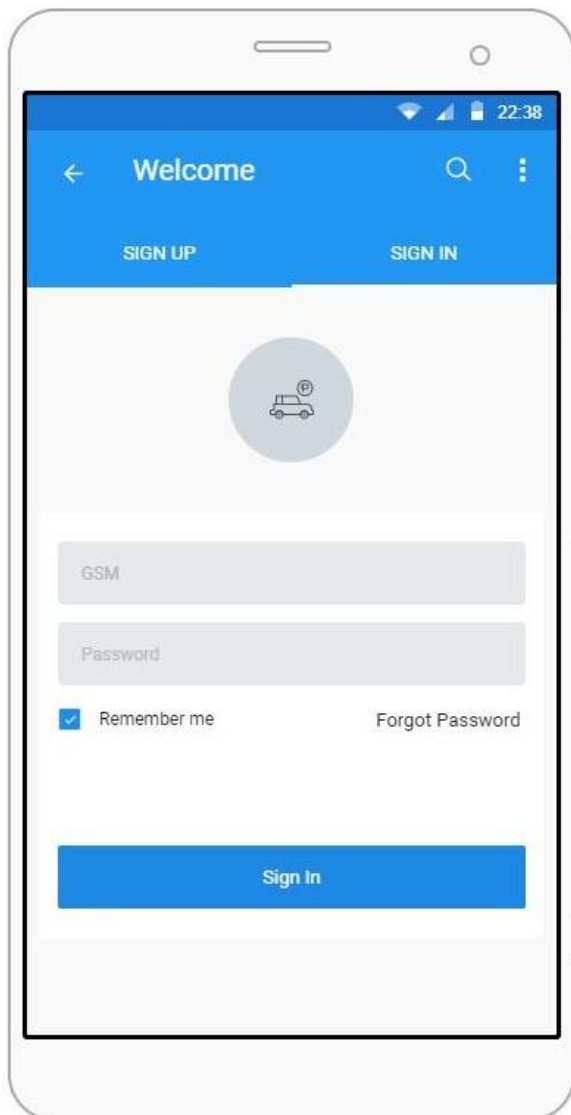 22:38
Welcome
SIGN UP SIGN IN
P
GSM
Password
Remember me Forgot Password
Sign In